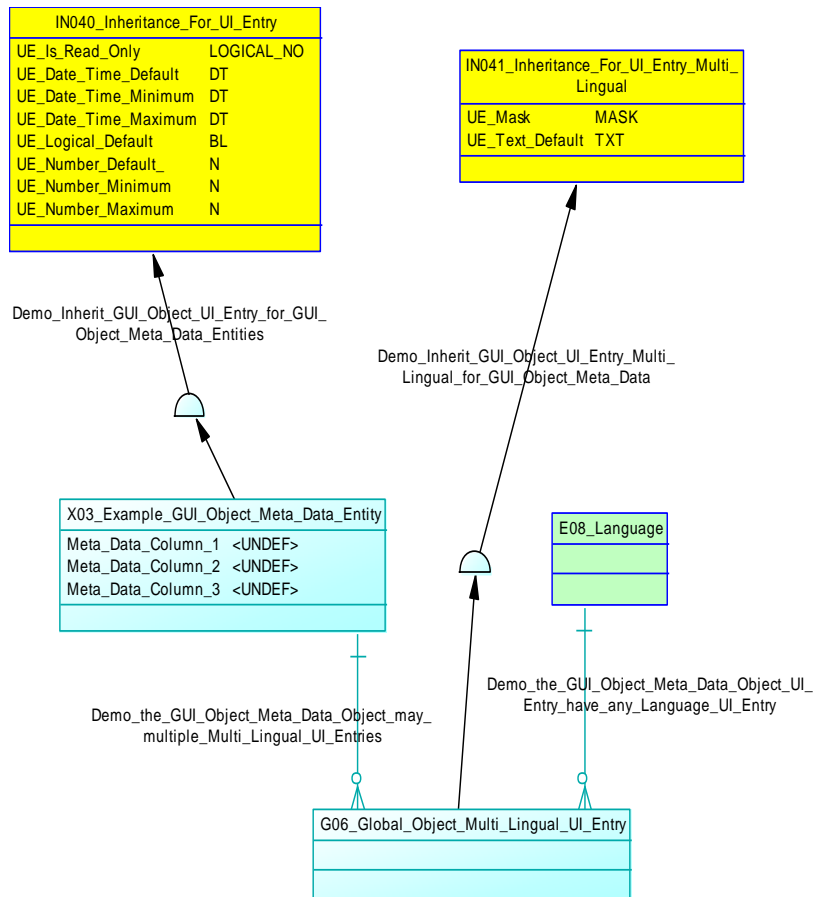 IN040_Inheritance_For_UI_Entry
UE_Is_Read_Only LOGICAL_NO
UE_Date_Time_Default DT
UE_Date_Time_Minimum DT
UE_Date_Time_Maximum DT
UE_Logical_Default BL
UE_Number_Default_ N
UE_Number_Minimum N
UE_Number_Maximum N
IN041_Inheritance_For_UI_Entry_Multi_
Lingual
UE_Mask MASK
UE_Text_Default TXT
Demo_Inherit_GUI_Object_UI_Entry_for_GUI_
Object_Meta_Data_Entities
Demo_Inherit_GUI_Object_UI_Entry_Multi_
Lingual_for_GUI_Object_Meta_Data
X03_Example_GUI_Object_Meta_Data_Entity
Meta_Data_Column_1 <UNDEF>
Meta_Data_Column_2 <UNDEF>
Meta_Data_Column_3 <UNDEF>
E08_Language
Demo_the_GUI_Object_Meta_Data_Object_may_
multiple_Multi_Lingual_UI_Entries
Demo_the_GUI_Object_Meta_Data_Object_UI_
Entry_have_any_Language_UI_Entry
G06_Global_Object_Multi_Lingual_UI_Entry